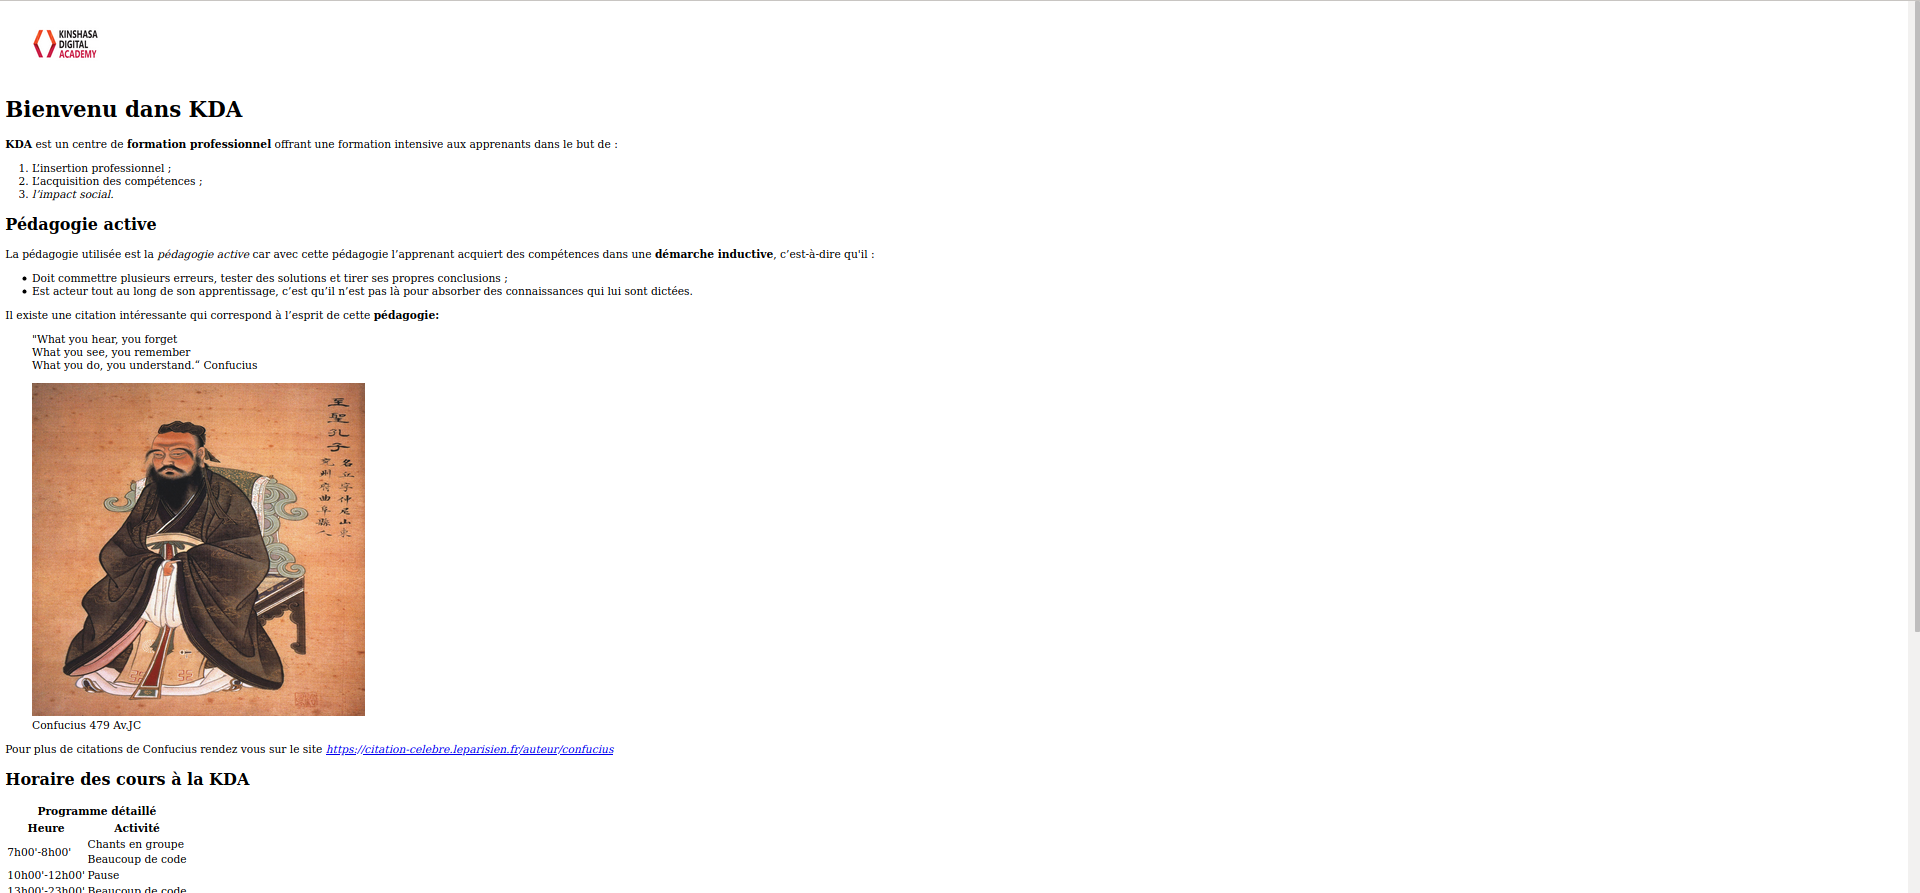 KINSHASA
DIGITAL
ACADEMY
Bienvenu dans KDA
KDA est un centre de formation professionnel offrant une formation intensive aux apprenants dans le but de :
1. L’insertion professionnel ;
2. L’acquisition des compétences ;
3. l’impact social.
Pédagogie active
La pédagogie utilisée est la pédagogie active car avec cette pédagogie l’apprenant acquiert des compétences dans une démarche inductive, c’est-à-dire qu'il :
• Doit commettre plusieurs erreurs, tester des solutions et tirer ses propres conclusions ;
• Est acteur tout au long de son apprentissage, c’est qu’il n’est pas là pour absorber des connaissances qui lui sont dictées.
Il existe une citation intéressante qui correspond à l’esprit de cette pédagogie:
"What you hear, you forget
What you see, you remember
What you do, you understand.“ Confucius
至聖孔子
名丘字仲尼山東
兗州府曲阜縣人
Confucius 479 Av.JC
Pour plus de citations de Confucius rendez vous sur le site https://citation-celebre.leparisien.fr/auteur/confucius
Horaire des cours à la KDA
Programme détaillé
Heure Activité
7h00'-8h00' Chants en groupe
Beaucoup de code
10h00'-12h00' Pause
13h00'-23h00' Beaucoup de code